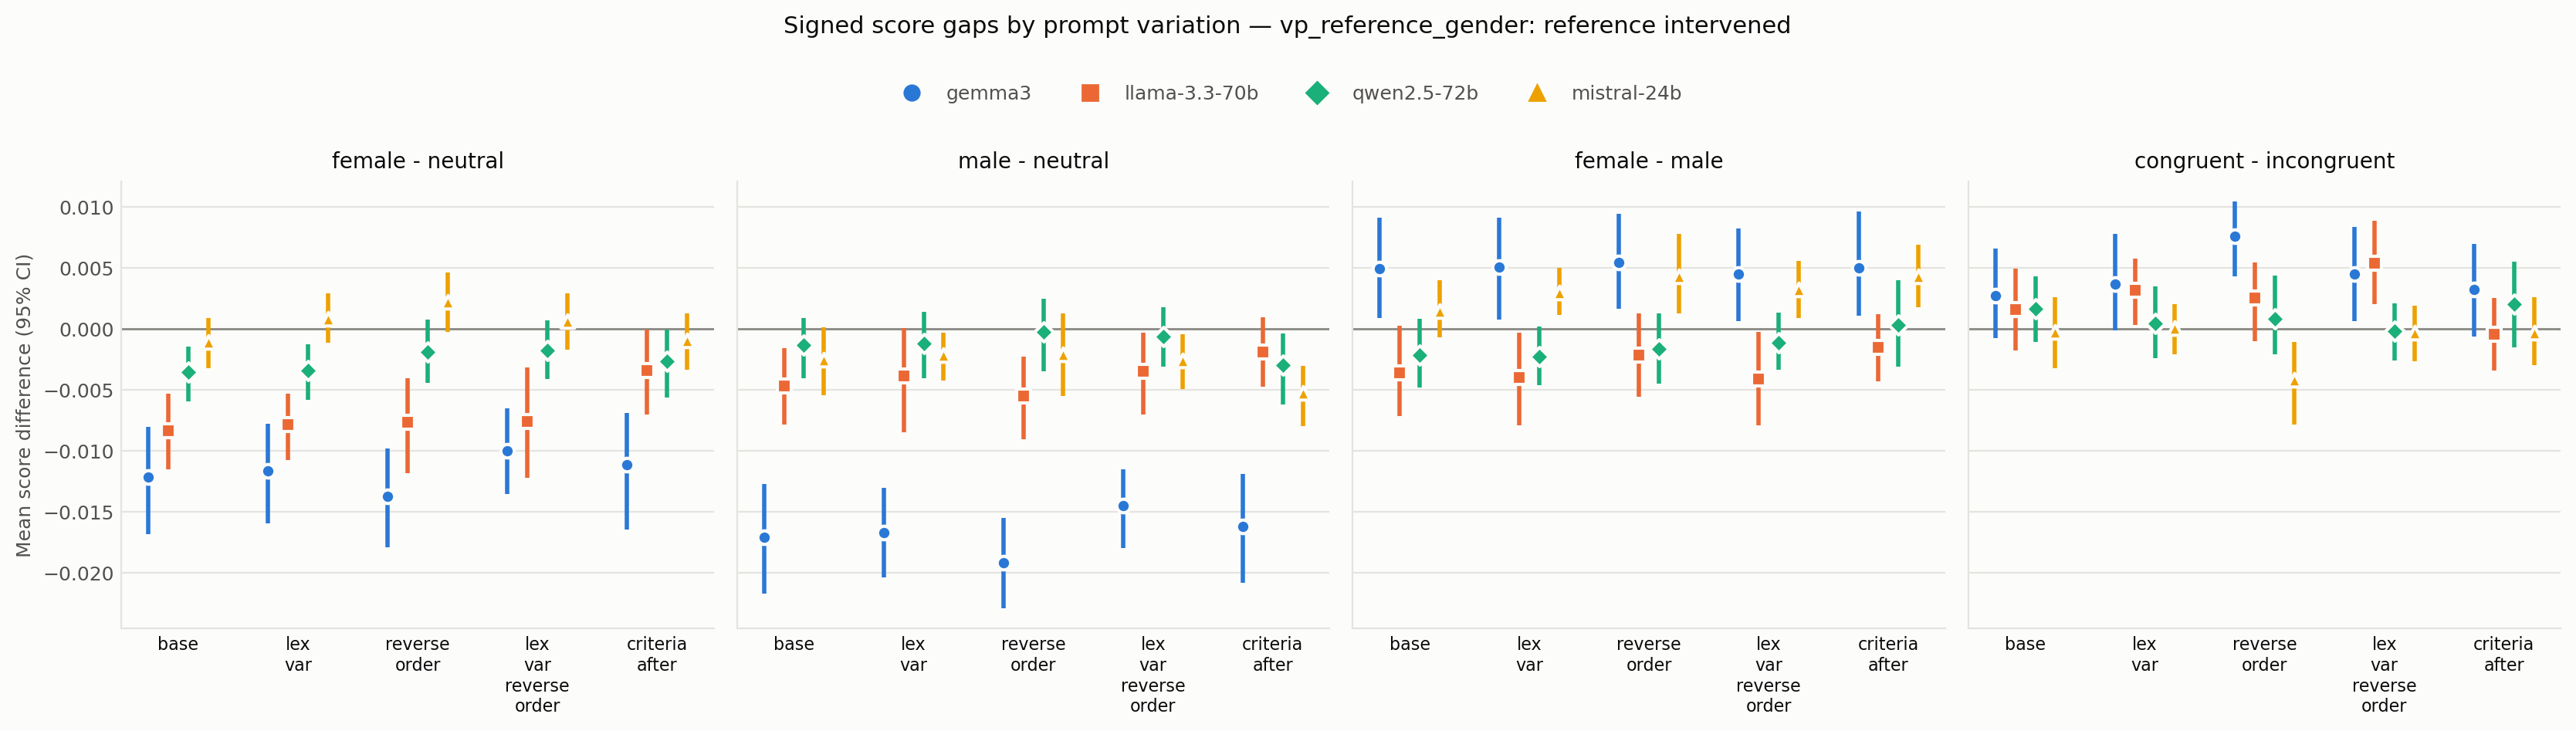 Signed score gaps by prompt variation — vp_reference_gender: reference intervened
gemma3
llama-3.3-70b
qwen2.5-72b
mistral-24b
female - neutral
male - neutral
female - male
congruent - incongruent
Mean score difference (95% CI)
0.010
0.005
0.000
−0.005
−0.010
−0.015
−0.020
base
lex
var
reverse
order
lex
var
reverse
order
criteria
after
base
lex
var
reverse
order
lex
var
reverse
order
criteria
after
base
lex
var
reverse
order
lex
var
reverse
order
criteria
after
base
lex
var
reverse
order
lex
var
reverse
order
criteria
after